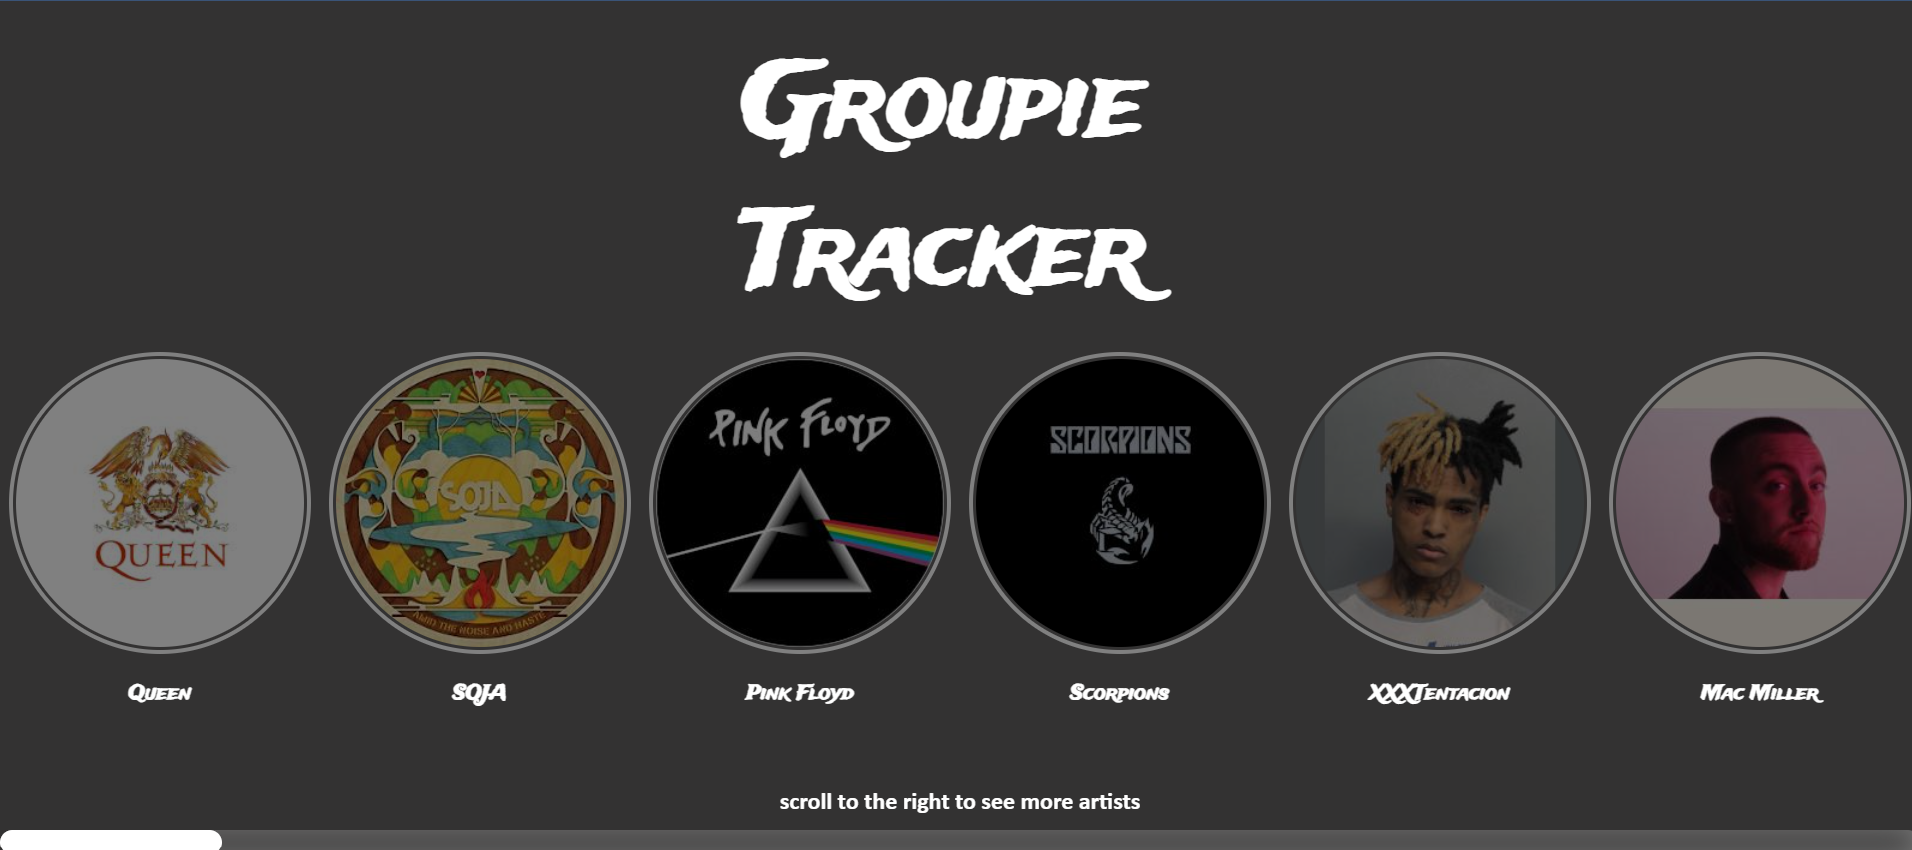 Groupie
Tracker
QUEEN
SOJA
AMID THE NOISE AND HASTE
PINK FLOYD
SCORPIONS
Queen
SOJA
Pink Floyd
Scorpions
XXXTentacion
Mac Miller
scroll to the right to see more artists